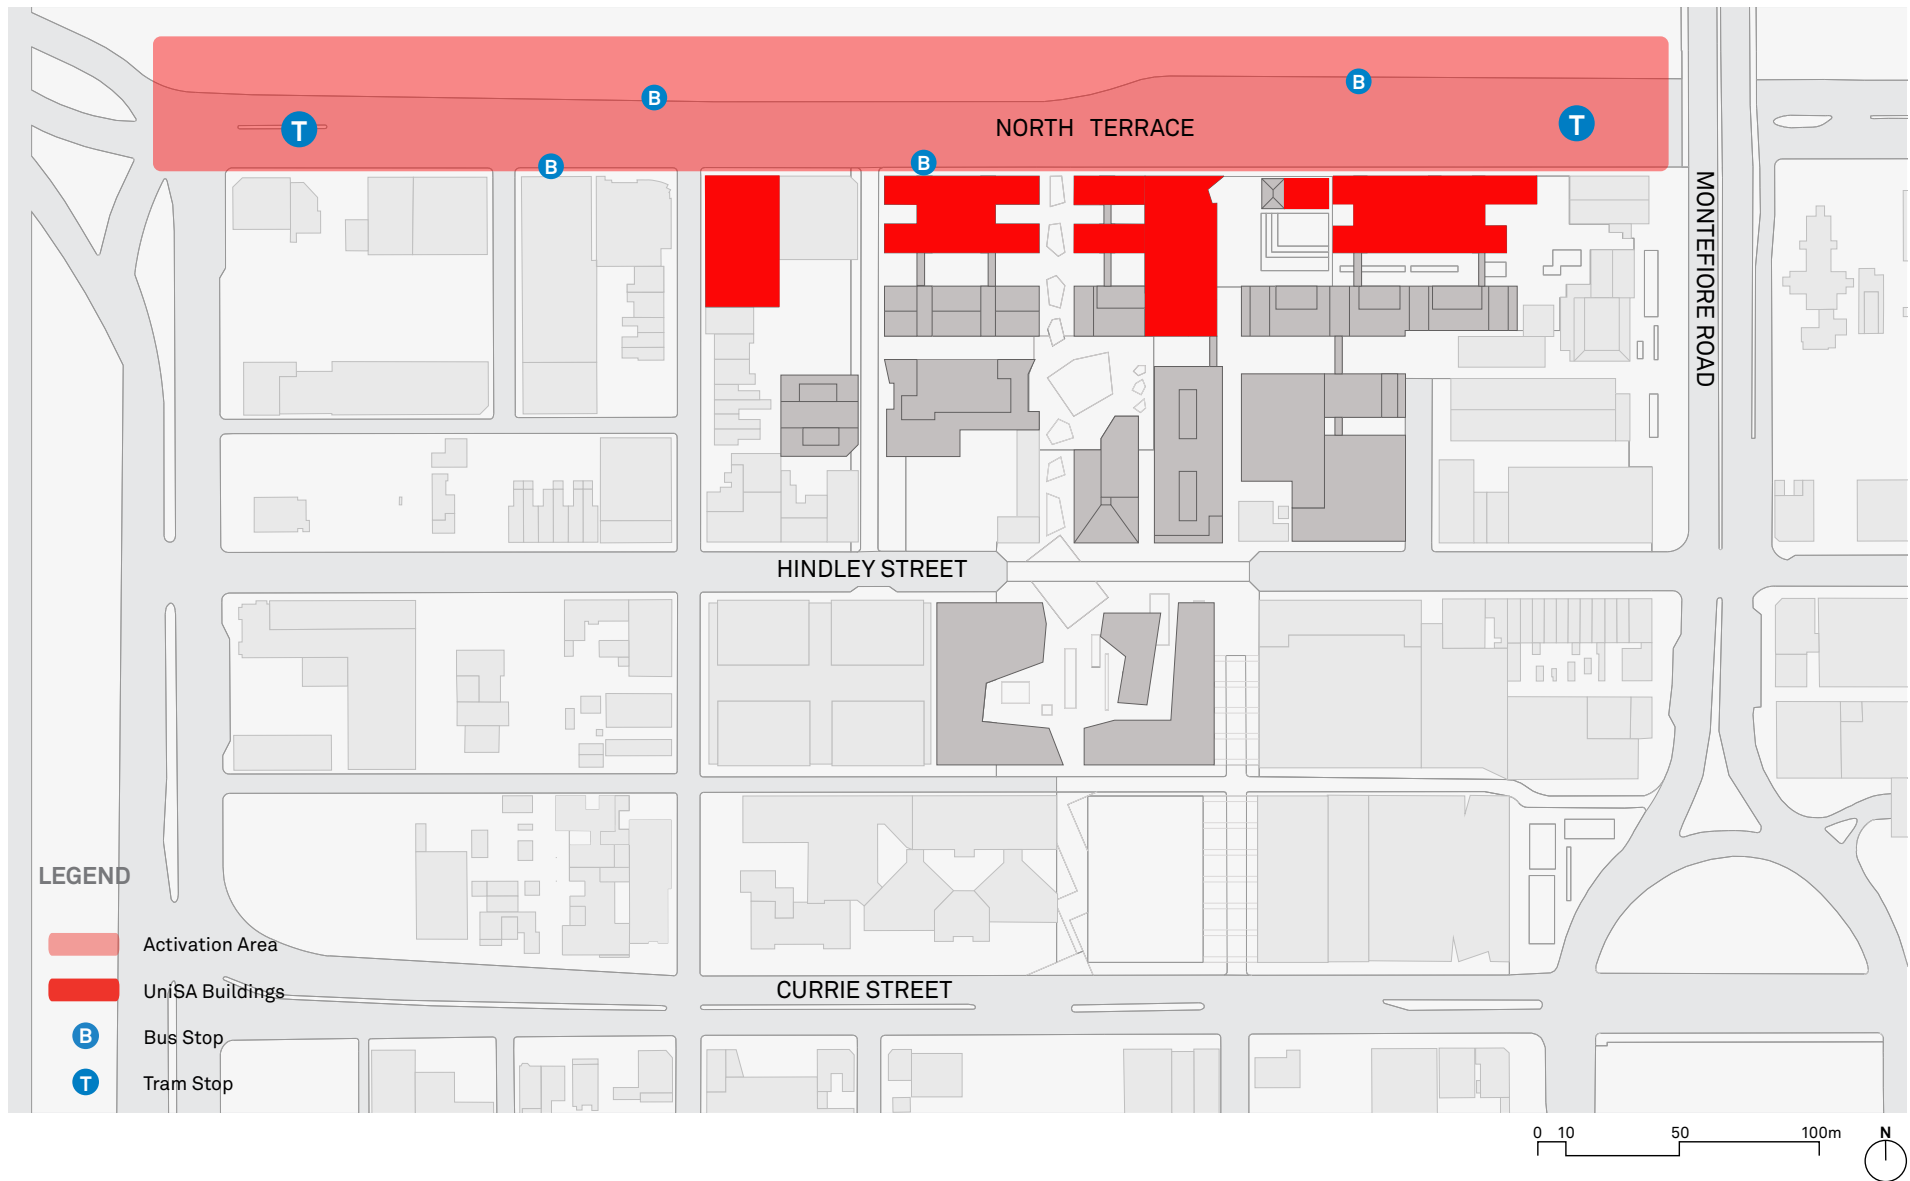 B
B
T
T
NORTH TERRACE
B
B
MONTEFIORE ROAD
HINDLEY STREET
LEGEND
Activation Area
UniSA Buildings
CURRIE STREET
B Bus Stop
T Tram Stop
0 10 50 100m
N